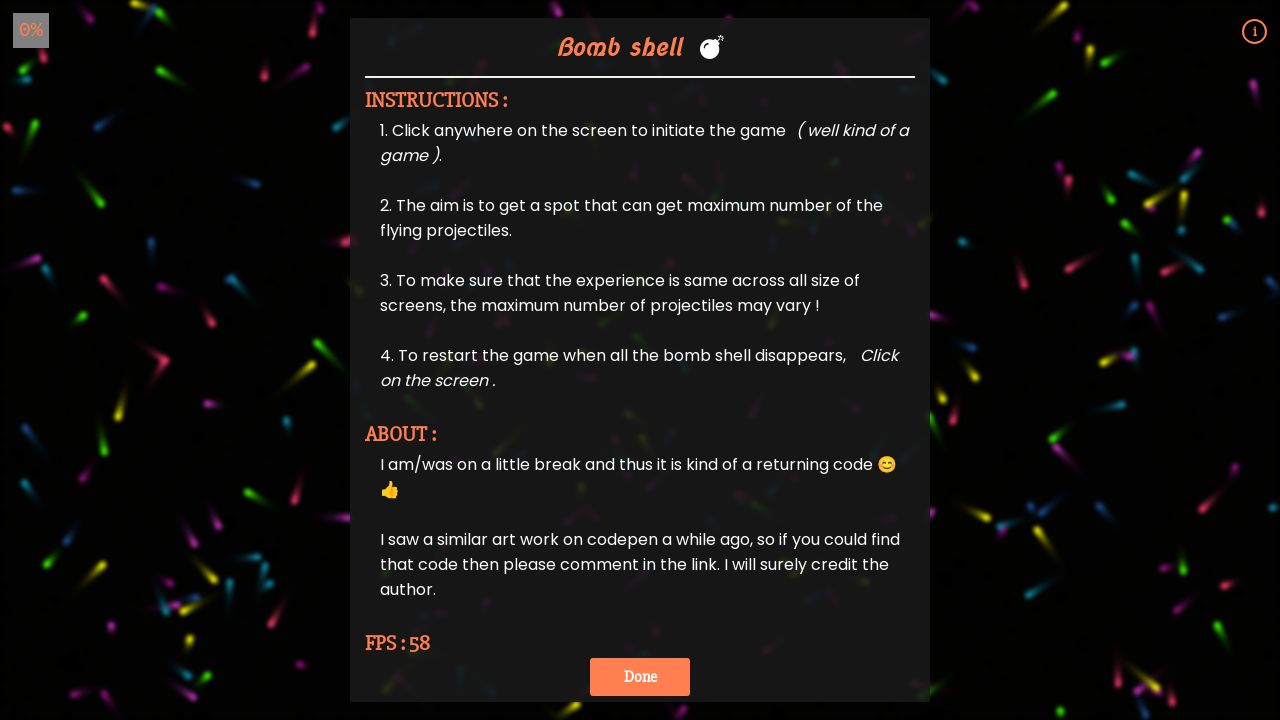 0%
i
Bomb shell 💣
INSTRUCTIONS :
1. Click anywhere on the screen to initiate the game ( well kind of a
game ).
2. The aim is to get a spot that can get maximum number of the
flying projectiles.
3. To make sure that the experience is same across all size of
screens, the maximum number of projectiles may vary !
4. To restart the game when all the bomb shell disappears, Click
on the screen .
ABOUT :
I am/was on a little break and thus it is kind of a returning code 😊
👍
I saw a similar art work on codepen a while ago, so if you could find
that code then please comment in the link. I will surely credit the
author.
FPS : 58
Done